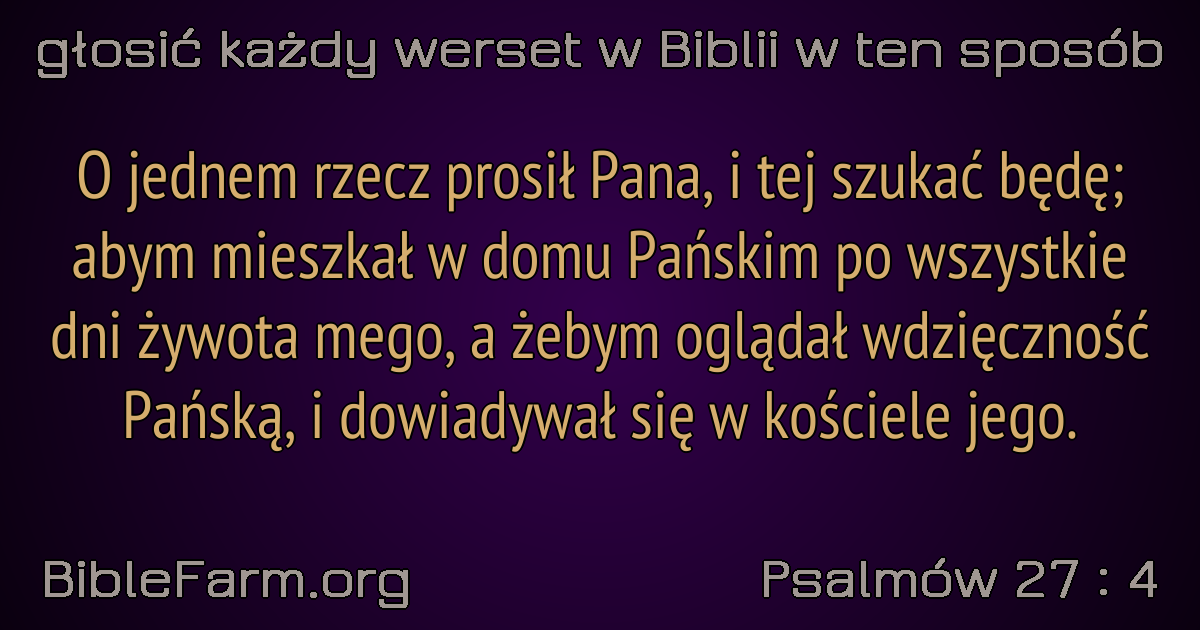 głosić każdy werset w Biblii w ten sposób
O jednem rzecz prosił Pana, i tej szukać będę;
abym mieszkał w domu Pańskim po wszystkie
dni żywota mego, a żebym oglądał wdzięczność
Pańską, i dowiadywał się w kościele jego.
BibleFarm.org
Psalmów 27 : 4